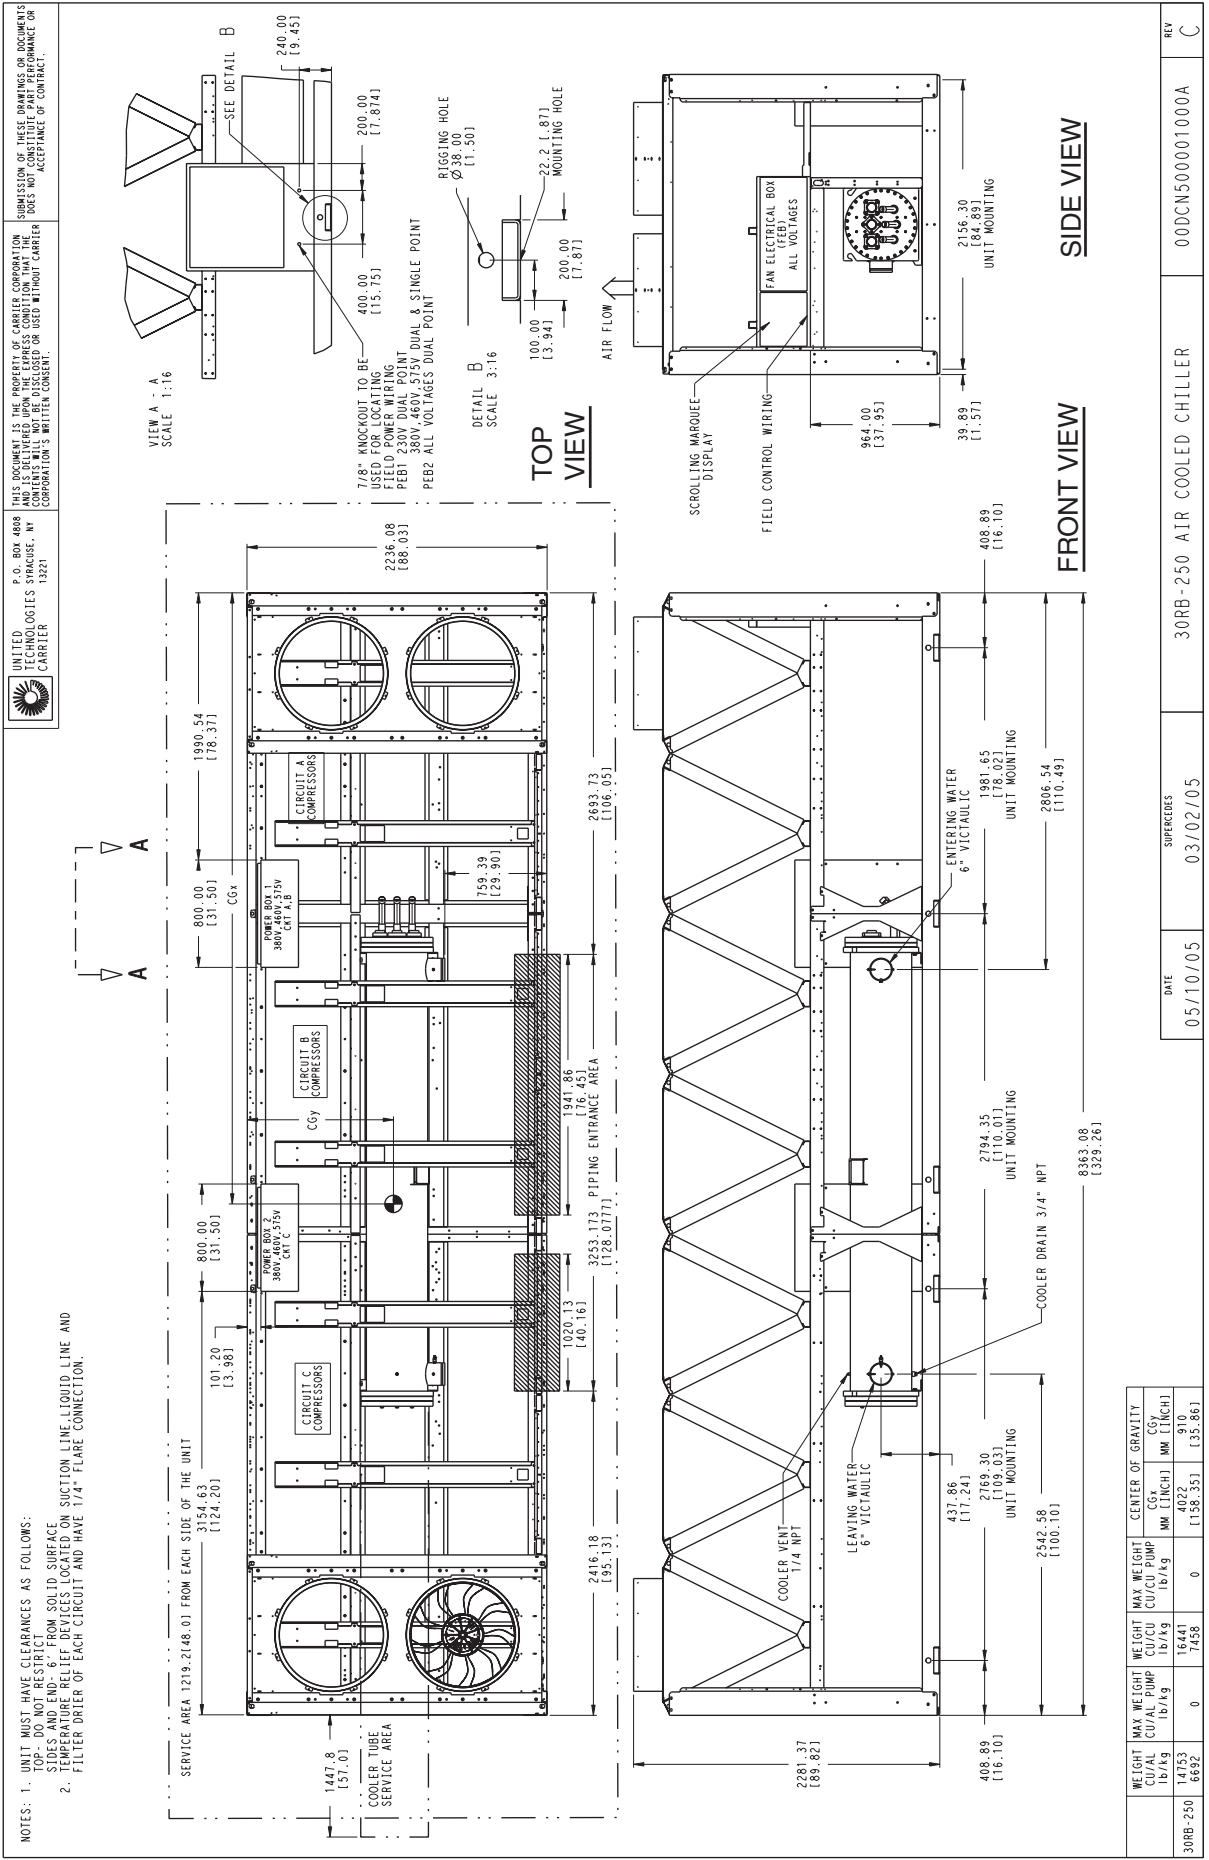 NOTES: 1. UNIT MUST HAVE CLEARANCES AS FOLLOWS:
TOP- DO NOT RESTRICT
SIDES AND END- 6' FROM SOLID SURFACE
2. TEMPERATURE RELIEF DEVICES LOCATED ON SUCTION LINE,LIQUID LINE AND
FILTER DRIER OF EACH CIRCUIT AND HAVE 1/4" FLARE CONNECTION.
UNITED
TECHNOLOGIES
CARRIER
P.O. BOX 4808
SYRACUSE, NY
13221
THIS DOCUMENT IS THE PROPERTY OF CARRIER CORPORATION
AND IS DELIVERED UPON THE EXPRESS CONDITION THAT THE
CONTENTS WILL NOT BE DISCLOSED OR USED WITHOUT CARRIER
CORPORATION'S WRITTEN CONSENT.
SUBMISSION OF THESE DRAWINGS OR DOCUMENTS
DOES NOT CONSTITUTE PART PERFORMANCE OR
ACCEPTANCE OF CONTRACT.
SERVICE AREA 1219.2[48.0] FROM EACH SIDE OF THE UNIT
3154.63
[124.20]
101.20
[3.98]
800.00
[31.50]
800.00
[31.50]
1990.54
[78.37]
CGx
CGy
A
A
POWER BOX 2
380V,460V,575V
CKT C
POWER BOX 1
380V,460V,575V
CKT A,B
CIRCUIT C
COMPRESSORS
CIRCUIT B
COMPRESSORS
CIRCUIT A
COMPRESSORS
2236.08
[88.03]
759.39
[29.90]
1447.8
[57.0]
COOLER TUBE
SERVICE AREA
1020.13
[40.16]
1941.86
[76.45]
2416.18
[95.13]
3253.173 PIPING ENTRANCE AREA
[128.0777]
2693.73
[106.05]
TOP
VIEW
VIEW A - A
SCALE 1:16
SEE DETAIL B
240.00
[9.45]
400.00
[15.75]
200.00
[7.874]
7/8" KNOCKOUT TO BE
USED FOR LOCATING
FIELD POWER WIRING
PEB1 230V DUAL POINT
380V,460V,575V DUAL & SINGLE POINT
PEB2 ALL VOLTAGES DUAL POINT
RIGGING HOLE
Ø 38.00
[1.50]
22.2 [.87]
MOUNTING HOLE
100.00
[3.94]
200.00
[7.87]
DETAIL B
SCALE 3:16
2281.37
[89.82]
COOLER VENT
1/4 NPT
LEAVING WATER
6" VICTAULIC
437.86
[17.24]
COOLER DRAIN 3/4" NPT
ENTERING WATER
6" VICTAULIC
408.89
[16.10]
2769.30
[109.03]
UNIT MOUNTING
2794.35
[110.01]
UNIT MOUNTING
1981.65
[78.02]
UNIT MOUNTING
408.89
[16.10]
2542.58
[100.10]
2806.54
[110.49]
8363.08
[329.26]
FRONT VIEW
AIR FLOW
SCROLLING MARQUEE
DISPLAY
FIELD CONTROL WIRING
FAN ELECTRICAL BOX
(FEB)
ALL VOLTAGES
964.00
[37.95]
39.89
[1.57]
2156.30
[84.89]
UNIT MOUNTING
SIDE VIEW
WEIGHT CU/AL lb/kg
MAX WEIGHT CU/AL PUMP lb/kg
WEIGHT CU/CU lb/kg
MAX WEIGHT CU/CU PUMP lb/kg
CENTER OF GRAVITY
CGx MM [INCH]
CGy MM [INCH]
30RB-250
14753
6692
0
16441
7458
0
4022
[158.35]
910
[35.86]
DATE
05/10/05
SUPERCEDES
03/02/05
30RB-250 AIR COOLED CHILLER
00DCN500001000A
REV
C